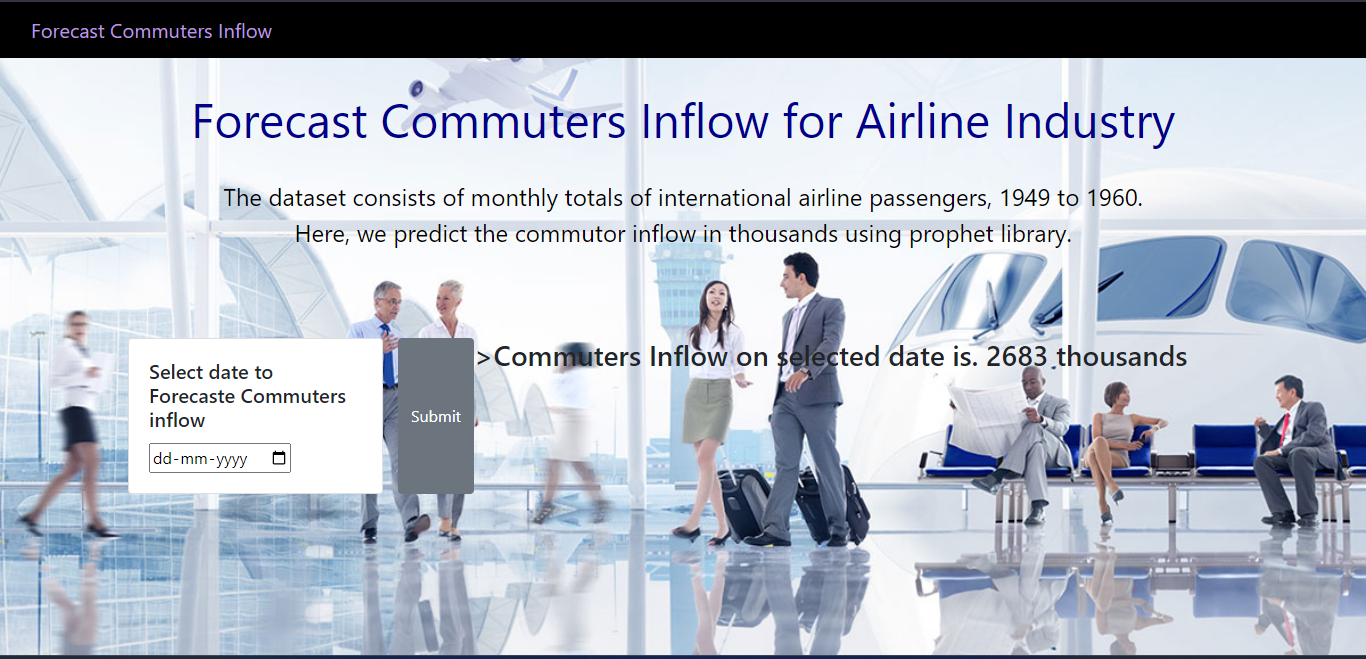 Forecast Commuters Inflow
Forecast Commuters Inflow for Airline Industry
The dataset consists of monthly totals of international airline passengers, 1949 to 1960.
Here, we predict the commutor inflow in thousands using prophet library.
Select date to
Forecaste Commuters
inflow
dd-mm-yyyy
Submit
>Commuters Inflow on selected date is. 2683 thousands